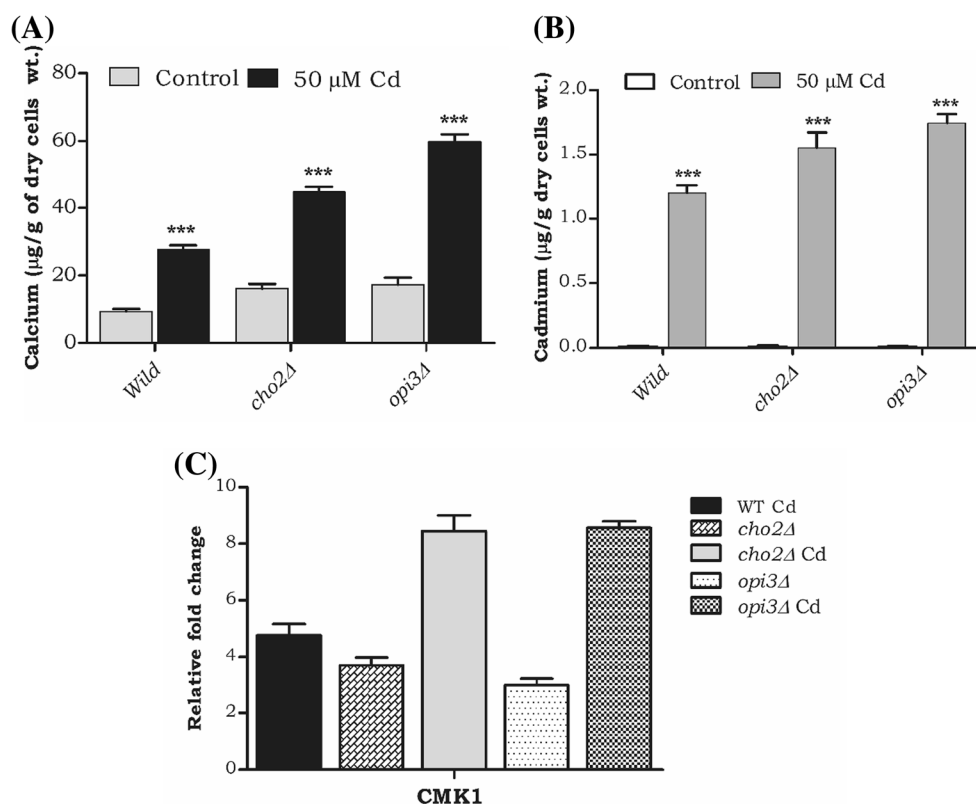 (A)
Calcium (µg/g of dry cells wt.)
Control 50 µM Cd
80
60
40
20
0
***
***
***
Wild cho2Δ opi3Δ
(B)
Cadmium (µg/g dry cells wt.)
Control 50 µM Cd
2.0
1.5
1.0
0.5
0.0
***
***
***
Wild cho2Δ opi3Δ
(C)
Relative fold change
10
8
6
4
2
0
CMK1
WT Cd
cho2Δ
cho2Δ Cd
opi3Δ
opi3Δ Cd